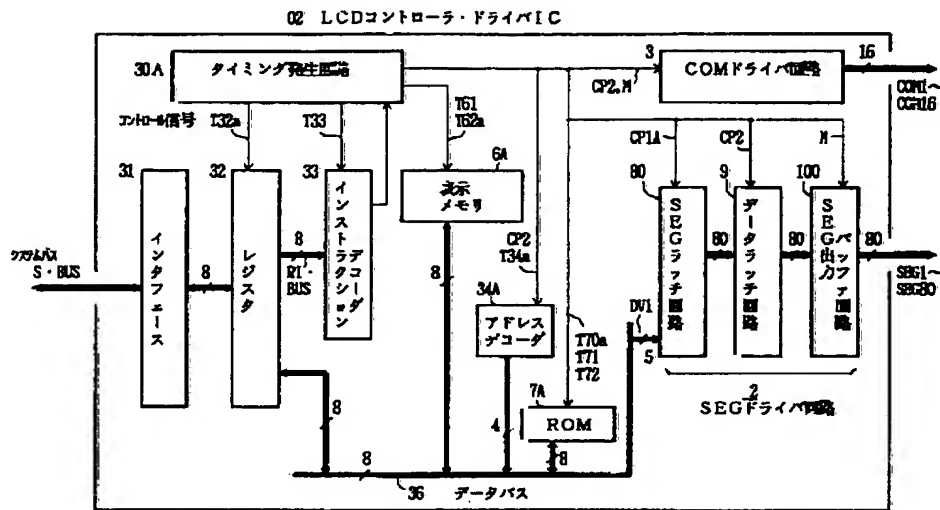 02 LCDコントローラ・ドライバIC
30A
タイミング発生回路
3
COMドライバ回路
16
COM1～
COM16
CP2,M
コントロール信号
T32a
T33
T61
T62a
CP1A
CP2
M
31
インタフェース
32
レジスタ
33
インストラクション
デコーダ
6A
表示
メモリ
80
SEGラッチ回路
9
データラッチ回路
100
SEG出力
バッファ回路
システムバス
S・BUS
8
8
RI'・
BUS
8
CP2
T34a
34A
アドレス
デコーダ
80
80
80
SEG1～
SEG80
DV1
5
T70a
T71
T72
7A
ROM
2
SEGドライバ回路
8
4
8
8
36
データバス